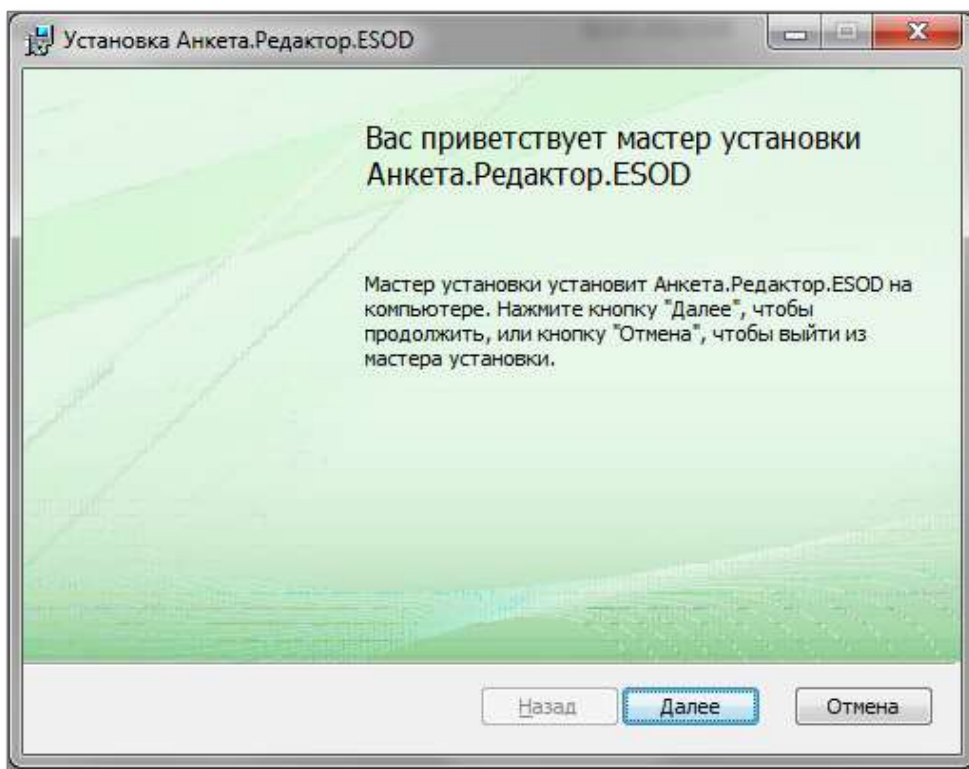 Установка Анкета.Редактор.ESOD
Вас приветствует мастер установки
Анкета.Редактор.ESOD
Мастер установки установит Анкета.Редактор.ESOD на
компьютере. Нажмите кнопку "Далее", чтобы
продолжить, или кнопку "Отмена", чтобы выйти из
мастера установки.
Назад Далее Отмена